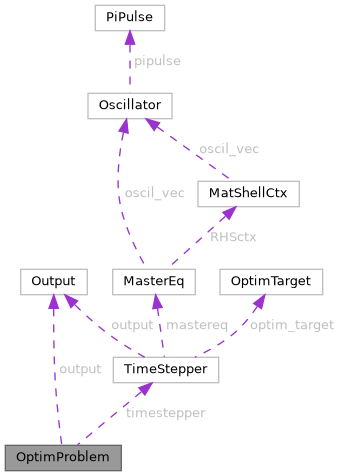 PiPulse
pipulse
Oscillator
oscil_vec
oscil_vec
MatShellCtx
RHSctx
Output
MasterEq
OptimTarget
output
mastereq
optim_target
output
TimeStepper
timestepper
OptimProblem